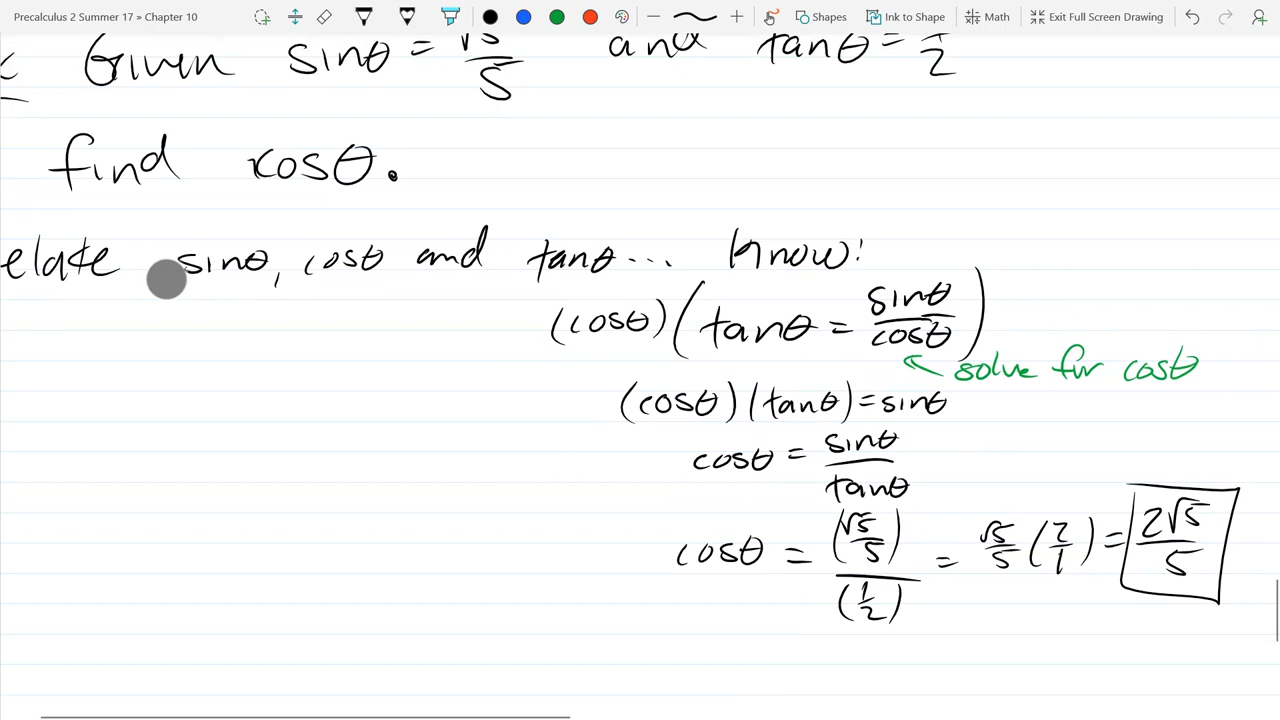 Precalculus 2 Summer 17 » Chapter 10
Shapes Ink to Shape Math Exit Full Screen Drawing
Given sinθ = √5/5 and tanθ = 1/2
find cosθ.
elate sinθ, cosθ and tanθ... know:
(cosθ)(tanθ = sinθ/cosθ)
solve for cosθ
(cosθ)(tanθ) = sinθ
cosθ = sinθ/tanθ
cosθ = (√5/5)/(1/2) = √5/5 (2/1) = 2√5/5